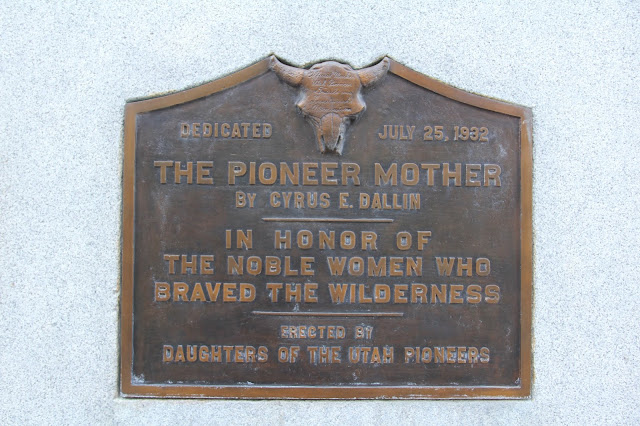 DEDICATED JULY 25, 1932
THE PIONEER MOTHER
BY CYRUS E. DALLIN
IN HONOR OF
THE NOBLE WOMEN WHO
BRAVED THE WILDERNESS
ERECTED BY
DAUGHTERS OF THE UTAH PIONEERS